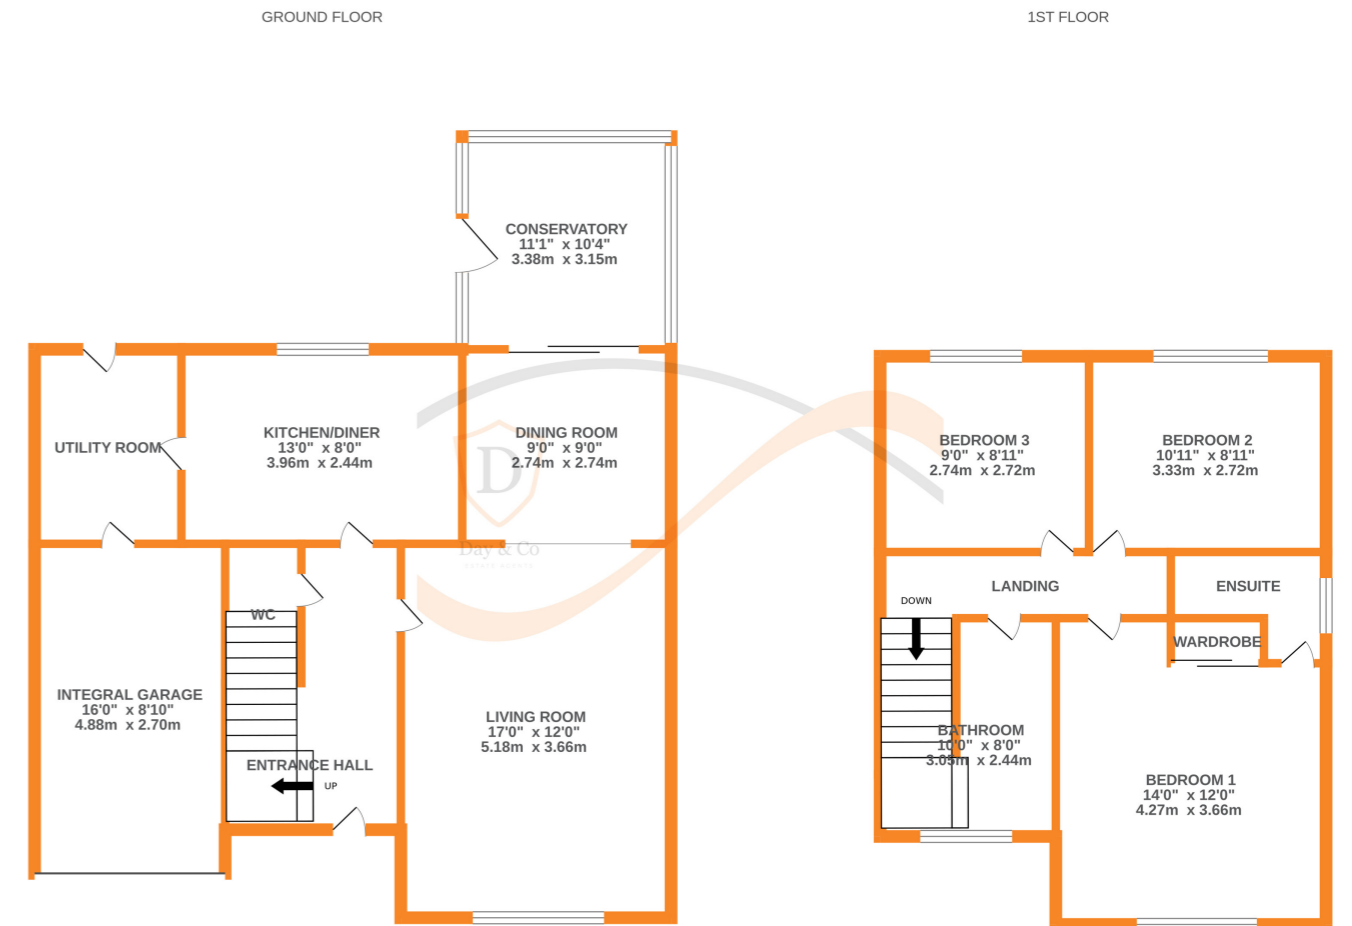 GROUND FLOOR
1ST FLOOR
CONSERVATORY
11'1" x 10'4"
3.38m x 3.15m
UTILITY ROOM
KITCHEN/DINER
13'0" x 8'0"
3.96m x 2.44m
DINING ROOM
9'0" x 9'0"
2.74m x 2.74m
D
Day & Co
ESTATE AGENTS
WC
INTEGRAL GARAGE
16'0" x 8'10"
4.88m x 2.70m
LIVING ROOM
17'0" x 12'0"
5.18m x 3.66m
ENTRANCE HALL
UP
BEDROOM 3
9'0" x 8'11"
2.74m x 2.72m
BEDROOM 2
10'11" x 8'11"
3.33m x 2.72m
LANDING
ENSUITE
DOWN
WARDROBE
BATHROOM
10'0" x 8'0"
3.05m x 2.44m
BEDROOM 1
14'0" x 12'0"
4.27m x 3.66m